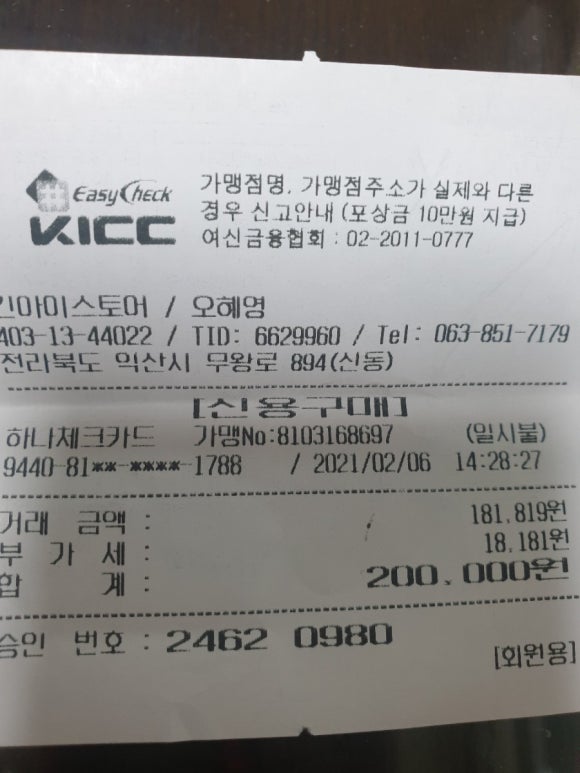 EasyCheck
KICC
가맹점명, 가맹점주소가 실제와 다른
경우 신고안내 (포상금 10만원 지급)
여신금융협회 : 02-2011-0777
긴아이스토어 / 오혜영
403-13-44022 / TID: 6629960 / Tel: 063-851-7179
전라북도 익산시 무왕로 894(신동)
[신용구매]
하나체크카드 가맹No:8103168697 (일시불)
9440-81**-****-1788 / 2021/02/06 14:28:27
거래 금액 : 181,819원
부 가 세 : 18,181원
합 계 : 200,000원
승인 번호 : 2462 0980
[회원용]